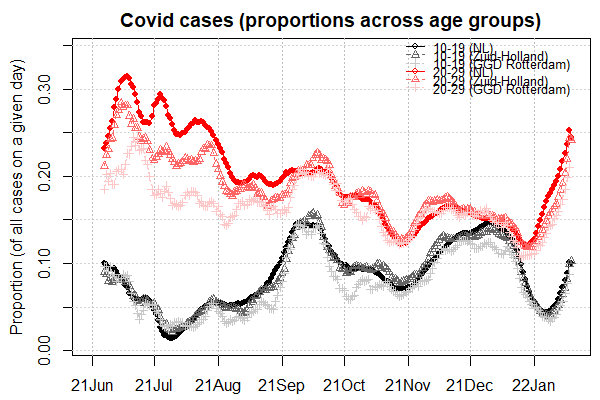 Covid cases (proportions across age groups)
10-19 (NL)
10-19 (Zuid-Holland)
10-19 (GGD Rotterdam)
20-29 (NL)
20-29 (Zuid-Holland)
20-29 (GGD Rotterdam)
Proportion (of all cases on a given day)
0.30
0.20
0.10
0.00
21Jun 21Jul 21Aug 21Sep 21Oct 21Nov 21Dec 22Jan